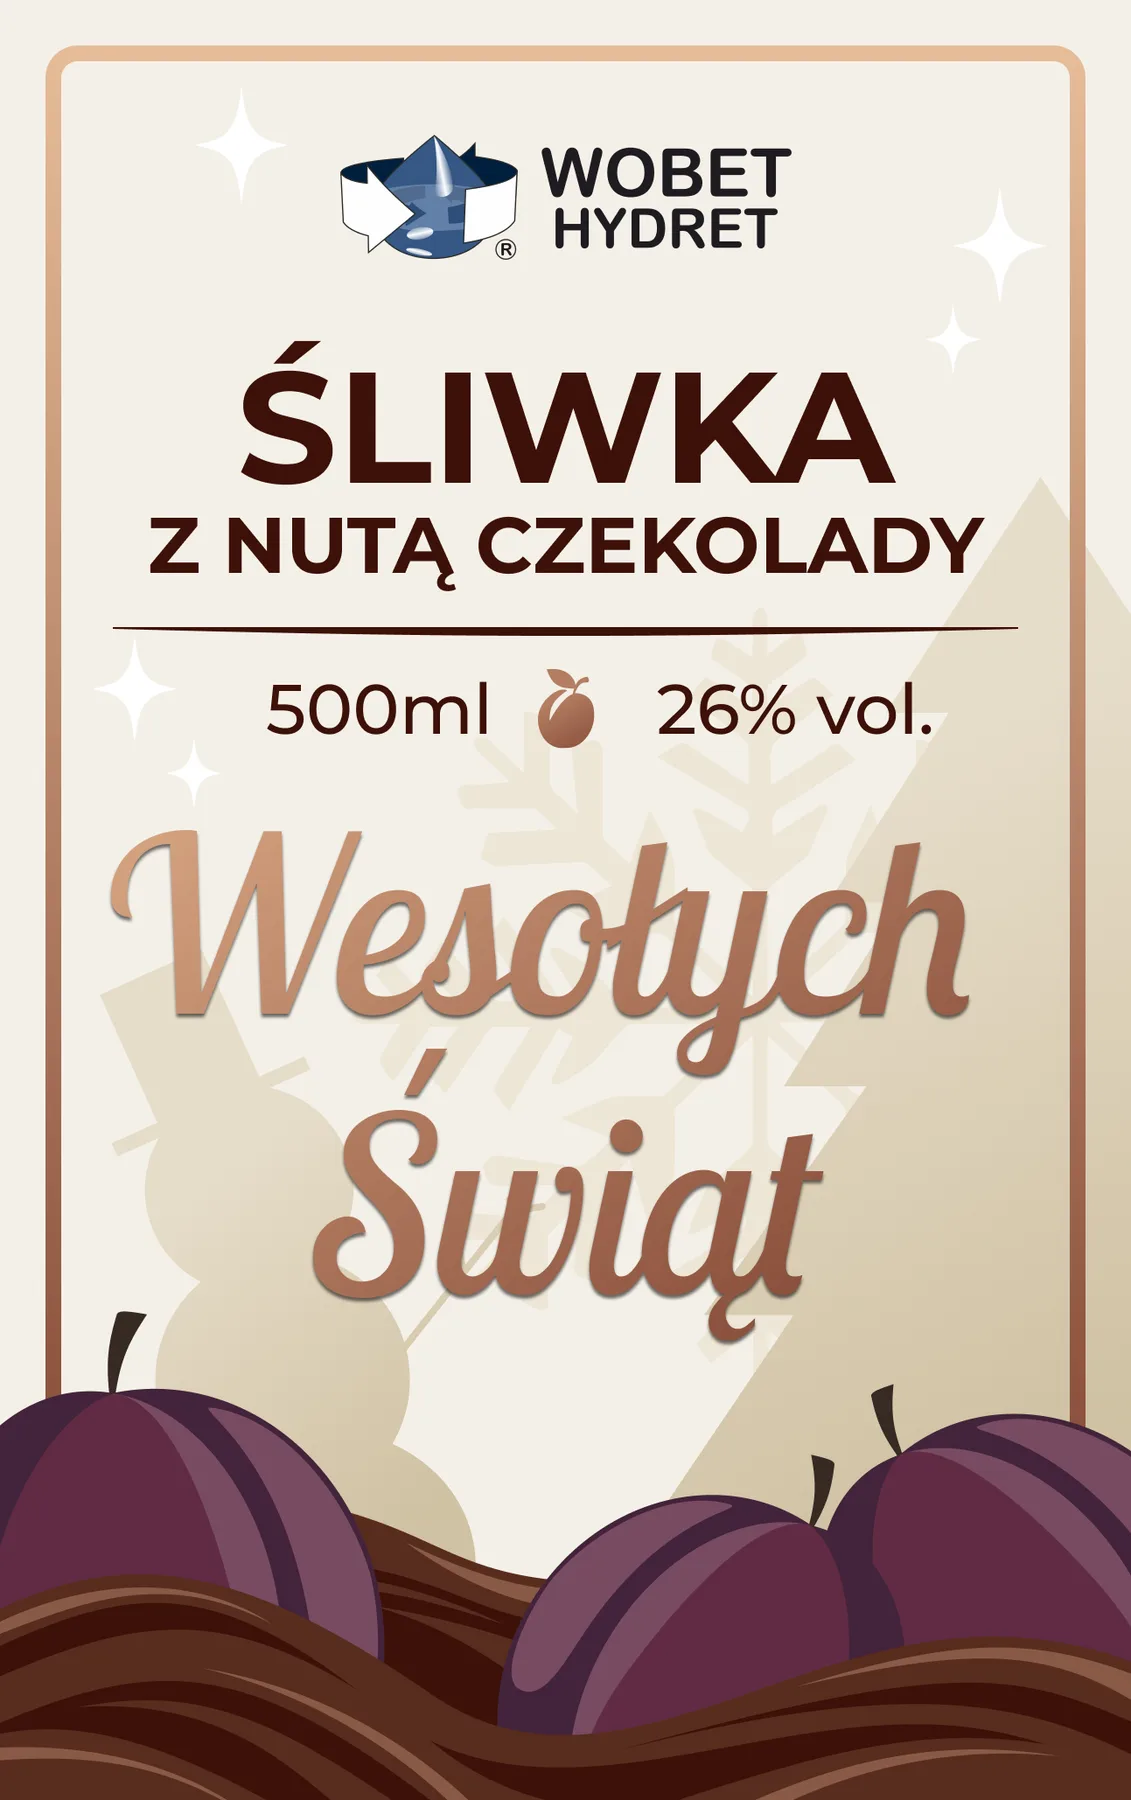 WOBET
HYDRET
®
ŚLIWKA
Z NUTĄ CZEKOLADY
500ml 26% vol.
Wesołych
Świąt